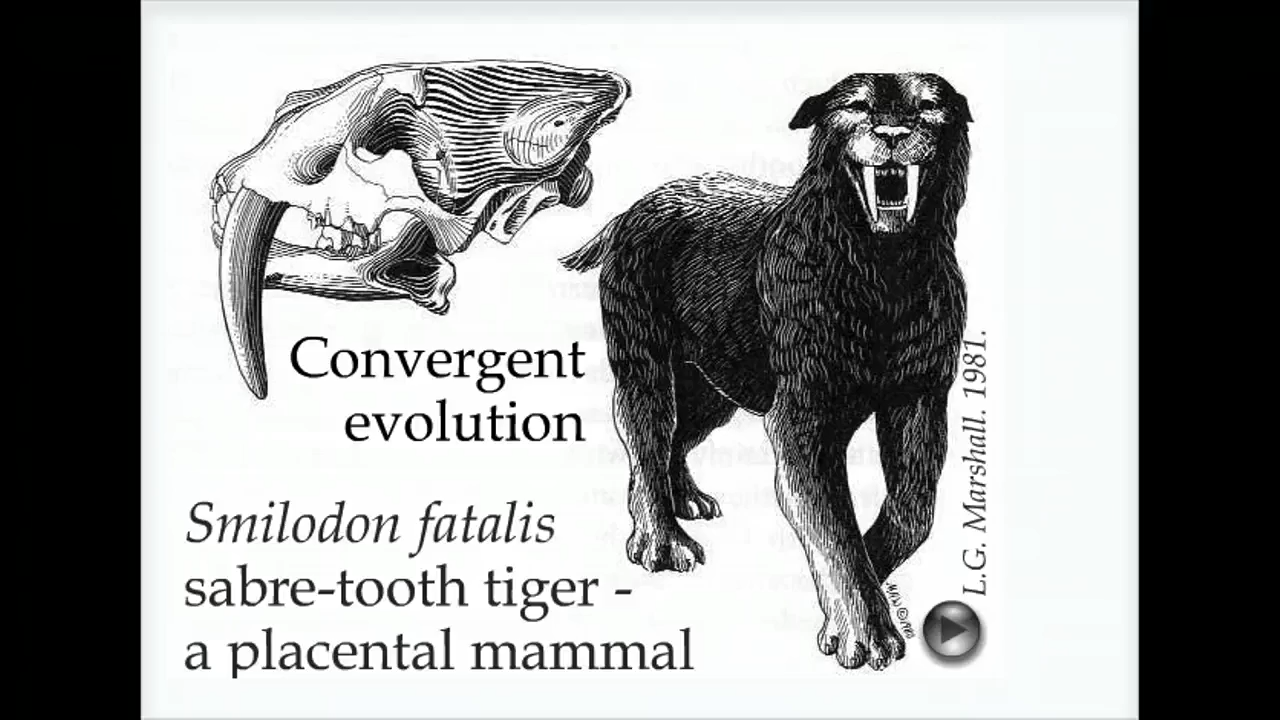 Convergent
evolution
Smilodon fatalis
sabre-tooth tiger -
a placental mammal
L.G. Marshall. 1981.